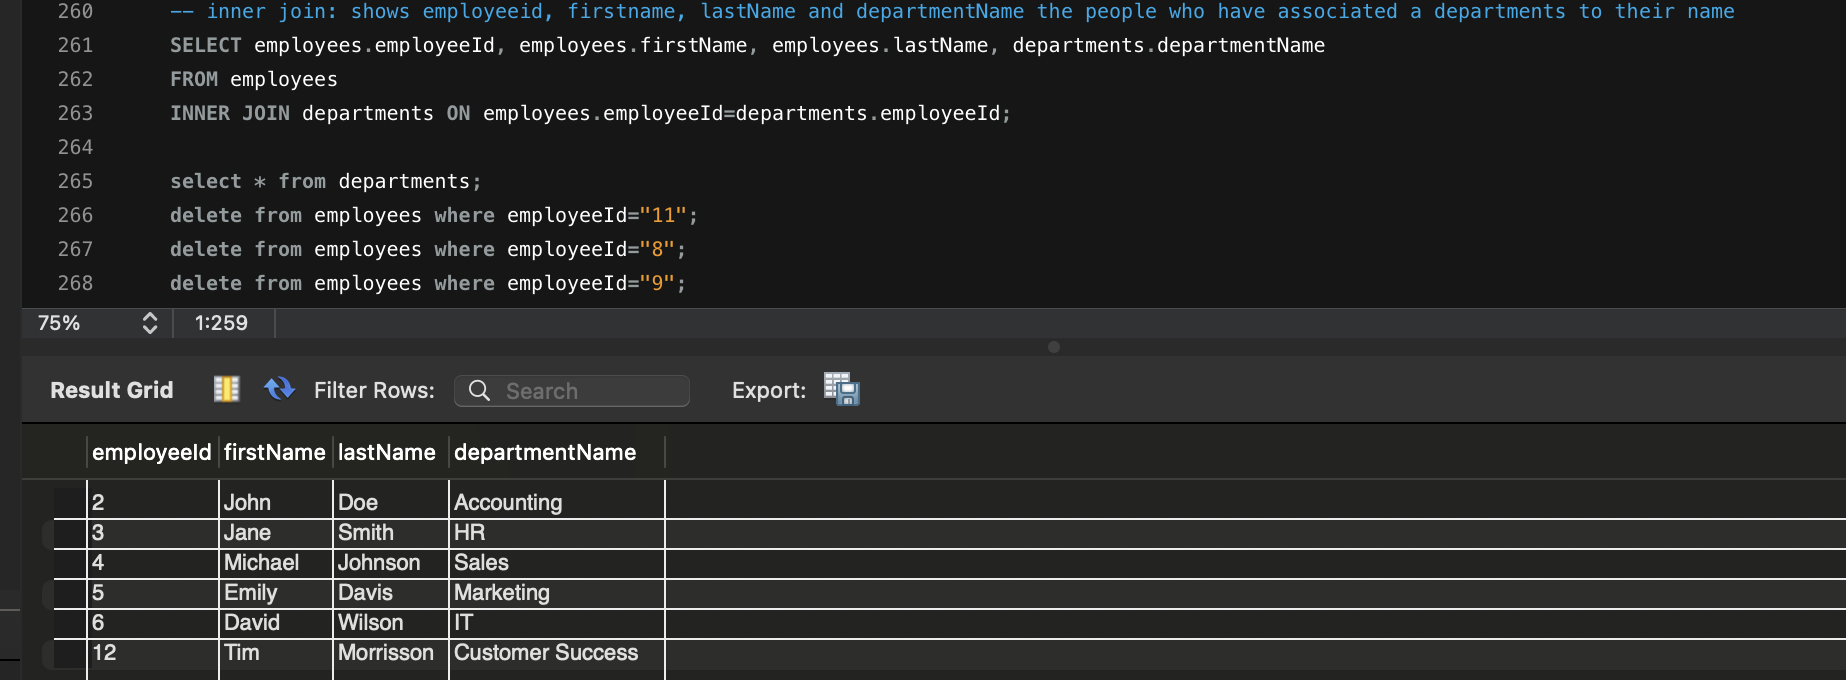 260 -- inner join: shows employeeid, firstname, lastName and departmentName the people who have associated a departments to their name
261 SELECT employees.employeeId, employees.firstName, employees.lastName, departments.departmentName
262 FROM employees
263 INNER JOIN departments ON employees.employeeId=departments.employeeId;
264
265 select * from departments;
266 delete from employees where employeeId="11";
267 delete from employees where employeeId="8";
268 delete from employees where employeeId="9";
75% 1:259
Result Grid Filter Rows: Search Export:
employeeId firstName lastName departmentName
2 John Doe Accounting
3 Jane Smith HR
4 Michael Johnson Sales
5 Emily Davis Marketing
6 David Wilson IT
12 Tim Morrisson Customer Success